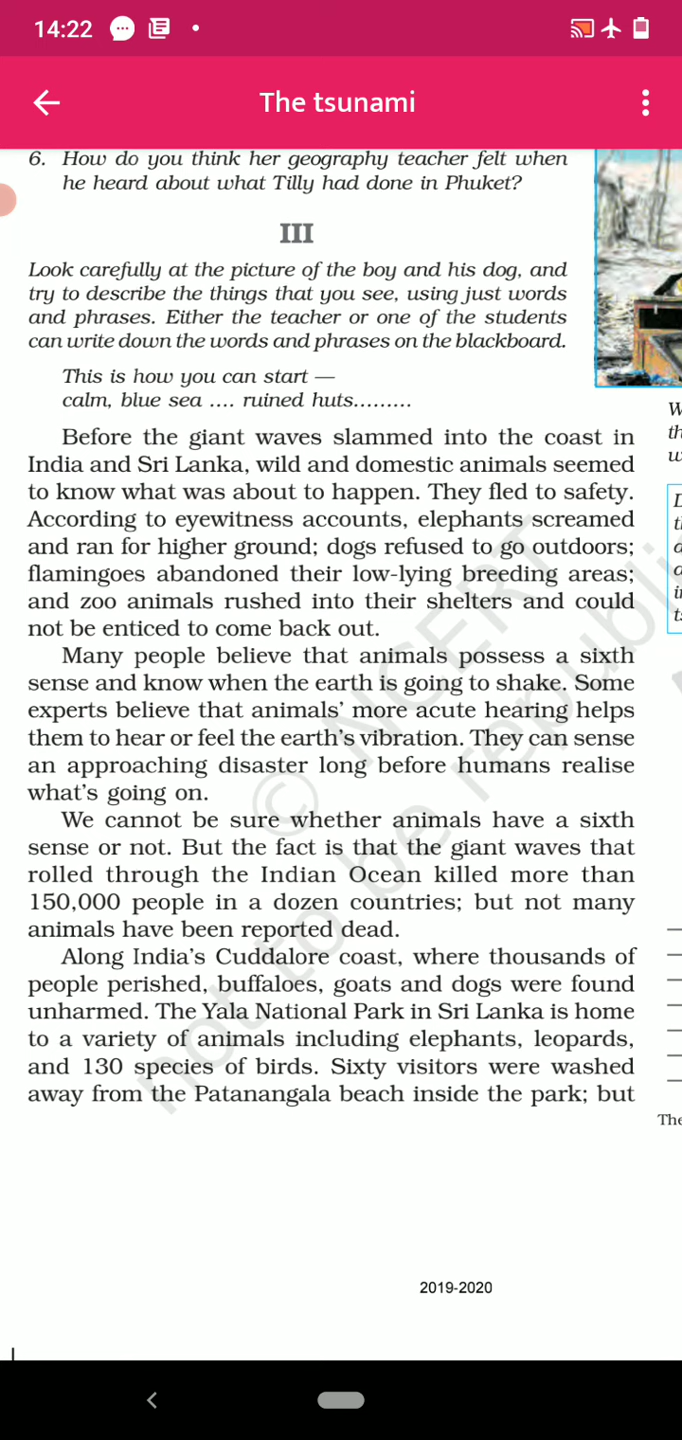 14:22
The tsunami
6. How do you think her geography teacher felt when
he heard about what Tilly had done in Phuket?
III
Look carefully at the picture of the boy and his dog, and
try to describe the things that you see, using just words
and phrases. Either the teacher or one of the students
can write down the words and phrases on the blackboard.
This is how you can start —
calm, blue sea .... ruined huts.........
Before the giant waves slammed into the coast in
India and Sri Lanka, wild and domestic animals seemed
to know what was about to happen. They fled to safety.
According to eyewitness accounts, elephants screamed
and ran for higher ground; dogs refused to go outdoors;
flamingoes abandoned their low-lying breeding areas;
and zoo animals rushed into their shelters and could
not be enticed to come back out.
Many people believe that animals possess a sixth
sense and know when the earth is going to shake. Some
experts believe that animals' more acute hearing helps
them to hear or feel the earth's vibration. They can sense
an approaching disaster long before humans realise
what's going on.
We cannot be sure whether animals have a sixth
sense or not. But the fact is that the giant waves that
rolled through the Indian Ocean killed more than
150,000 people in a dozen countries; but not many
animals have been reported dead.
Along India's Cuddalore coast, where thousands of
people perished, buffaloes, goats and dogs were found
unharmed. The Yala National Park in Sri Lanka is home
to a variety of animals including elephants, leopards,
and 130 species of birds. Sixty visitors were washed
away from the Patanangala beach inside the park; but
© NCERT
not to be republi
2019-2020